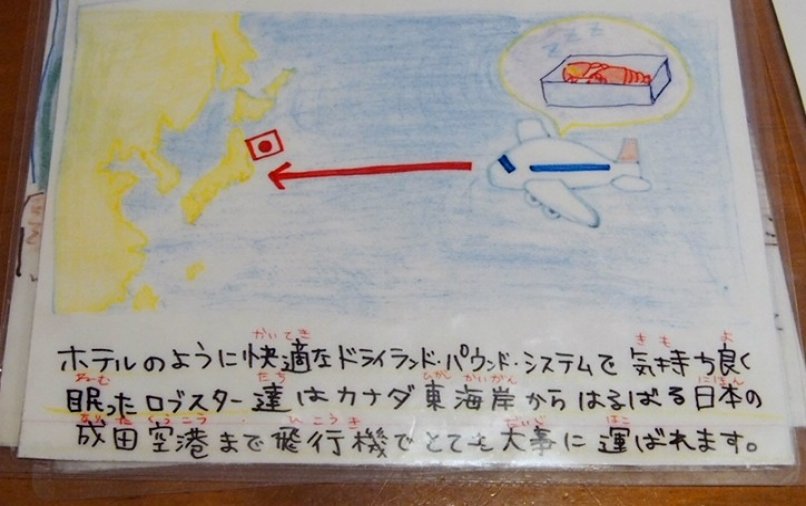 zzz
かいてき きも よ
ホテルのように快適なドライランド・パウンド・システムで気持ち良く
ねむ たち ひがし かいがん にほん
眠ったロブスター達はカナダ東海岸からはるばる日本の
なりた くうこう ひこうき だいじ はこ
成田空港まで飛行機でとても大事に運ばれます。